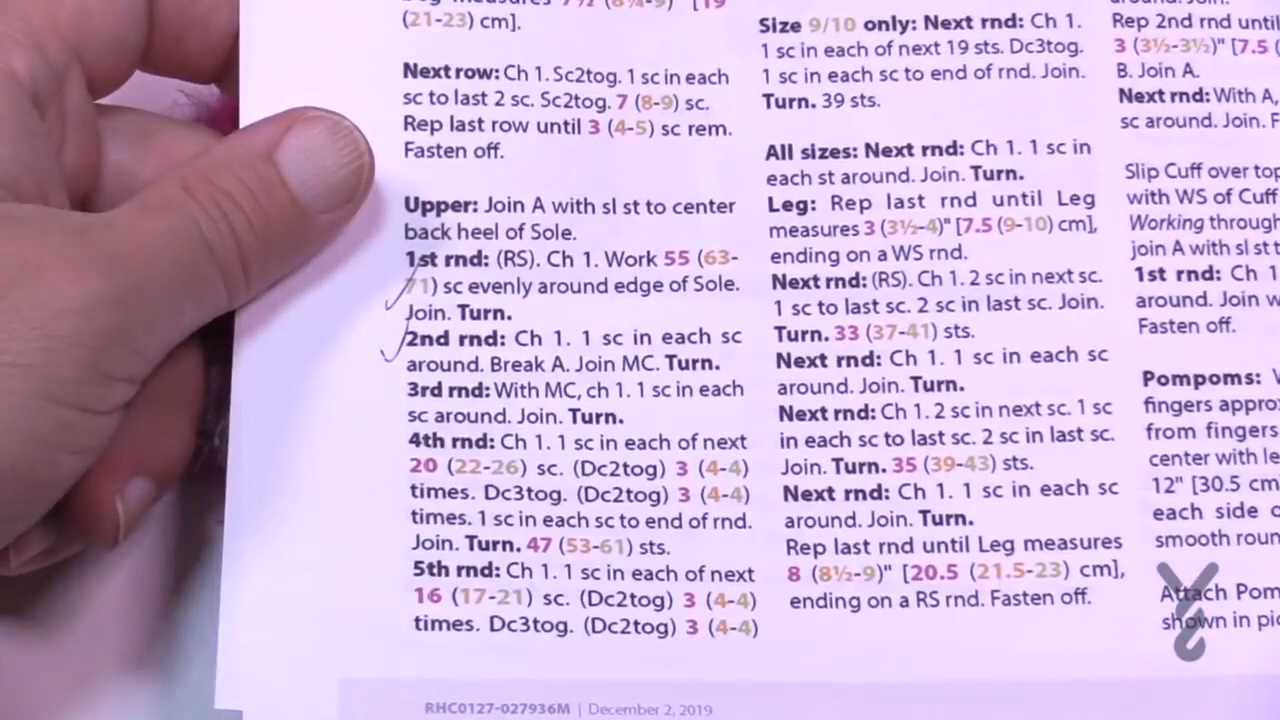 (21-23) cm].
Next row: Ch 1. Sc2tog. 1 sc in each
sc to last 2 sc. Sc2tog. 7 (8-9) sc.
Rep last row until 3 (4-5) sc rem.
Fasten off.
Upper: Join A with sl st to center
back heel of Sole.
1st rnd: (RS). Ch 1. Work 55 (63-
71) sc evenly around edge of Sole.
Join. Turn.
2nd rnd: Ch 1. 1 sc in each sc
around. Break A. Join MC. Turn.
3rd rnd: With MC, ch 1. 1 sc in each
sc around. Join. Turn.
4th rnd: Ch 1. 1 sc in each of next
20 (22-26) sc. (Dc2tog) 3 (4-4)
times. Dc3tog. (Dc2tog) 3 (4-4)
times. 1 sc in each sc to end of rnd.
Join. Turn. 47 (53-61) sts.
5th rnd: Ch 1. 1 sc in each of next
16 (17-21) sc. (Dc2tog) 3 (4-4)
times. Dc3tog. (Dc2tog) 3 (4-4)
Size 9/10 only: Next rnd: Ch 1.
1 sc in each of next 19 sts. Dc3tog.
1 sc in each sc to end of rnd. Join.
Turn. 39 sts.
All sizes: Next rnd: Ch 1. 1 sc in
each st around. Join. Turn.
Leg: Rep last rnd until Leg
measures 3 (3½-4)" [7.5 (9-10) cm],
ending on a WS rnd.
Next rnd: (RS). Ch 1. 2 sc in next sc.
1 sc to last sc. 2 sc in last sc. Join.
Turn. 33 (37-41) sts.
Next rnd: Ch 1. 1 sc in each sc
around. Join. Turn.
Next rnd: Ch 1. 2 sc in next sc. 1 sc
in each sc to last sc. 2 sc in last sc.
Join. Turn. 35 (39-43) sts.
Next rnd: Ch 1. 1 sc in each sc
around. Join. Turn.
Rep last rnd until Leg measures
8 (8½-9)" [20.5 (21.5-23) cm],
ending on a RS rnd. Fasten off.
Rep 2nd rnd until
3 (3½-3½)" [7.5 (
B. Join A.
Next rnd: With A,
sc around. Join. F
Slip Cuff over top
with WS of Cuff
Working through
join A with sl st t
1st rnd: Ch 1
around. Join w
Fasten off.
Pompoms: W
fingers approx
from fingers
center with le
12" [30.5 cm
each side o
smooth roun
Attach Pom
shown in pic
RHC0127-027936M | December 2, 2019